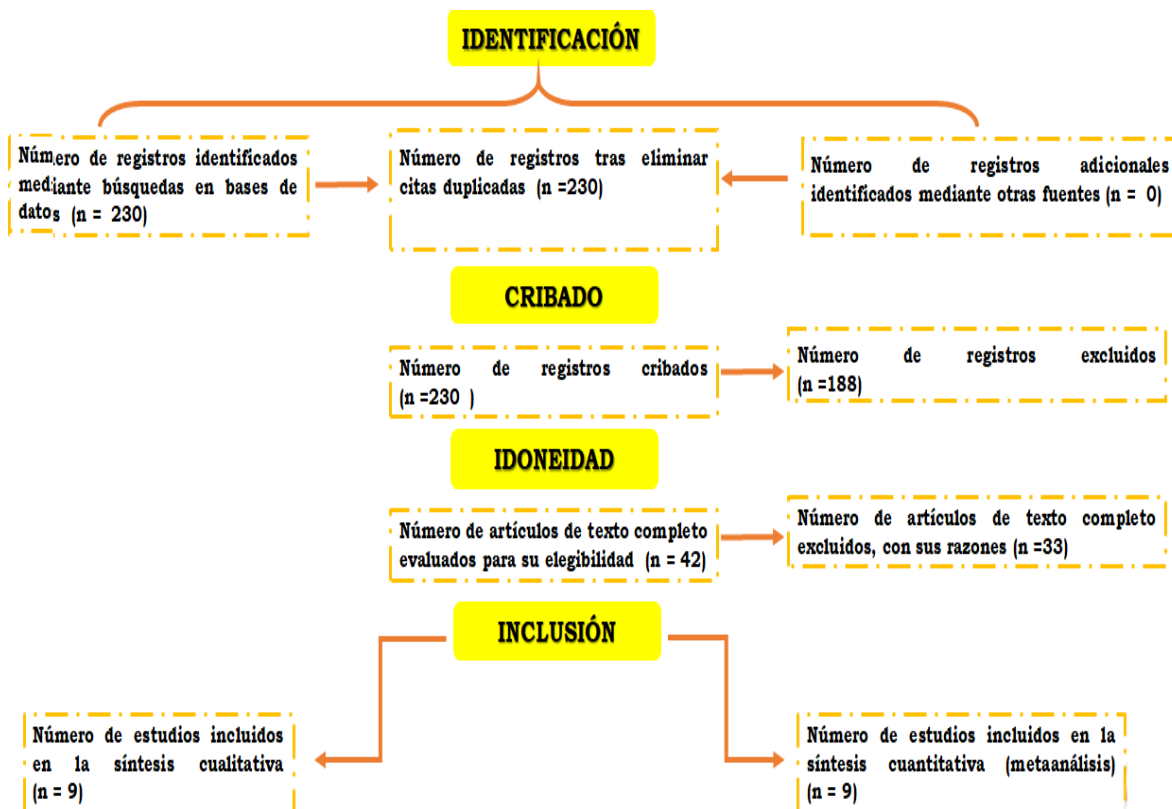 IDENTIFICACIÓN
Número de registros identificados
mediante búsquedas en bases de
datos (n = 230)
Número de registros tras eliminar
citas duplicadas (n =230)
Número de registros adicionales
identificados mediante otras fuentes (n = 0)
CRIBADO
Número de registros cribados
(n =230 )
Número de registros excluidos
(n =188)
IDONEIDAD
Número de artículos de texto completo
evaluados para su elegibilidad (n = 42)
Número de artículos de texto completo
excluidos, con sus razones (n =33)
INCLUSIÓN
Número de estudios incluidos
en la síntesis cualitativa
(n = 9)
Número de estudios incluidos en la
síntesis cuantitativa (metaanálisis)
(n = 9)